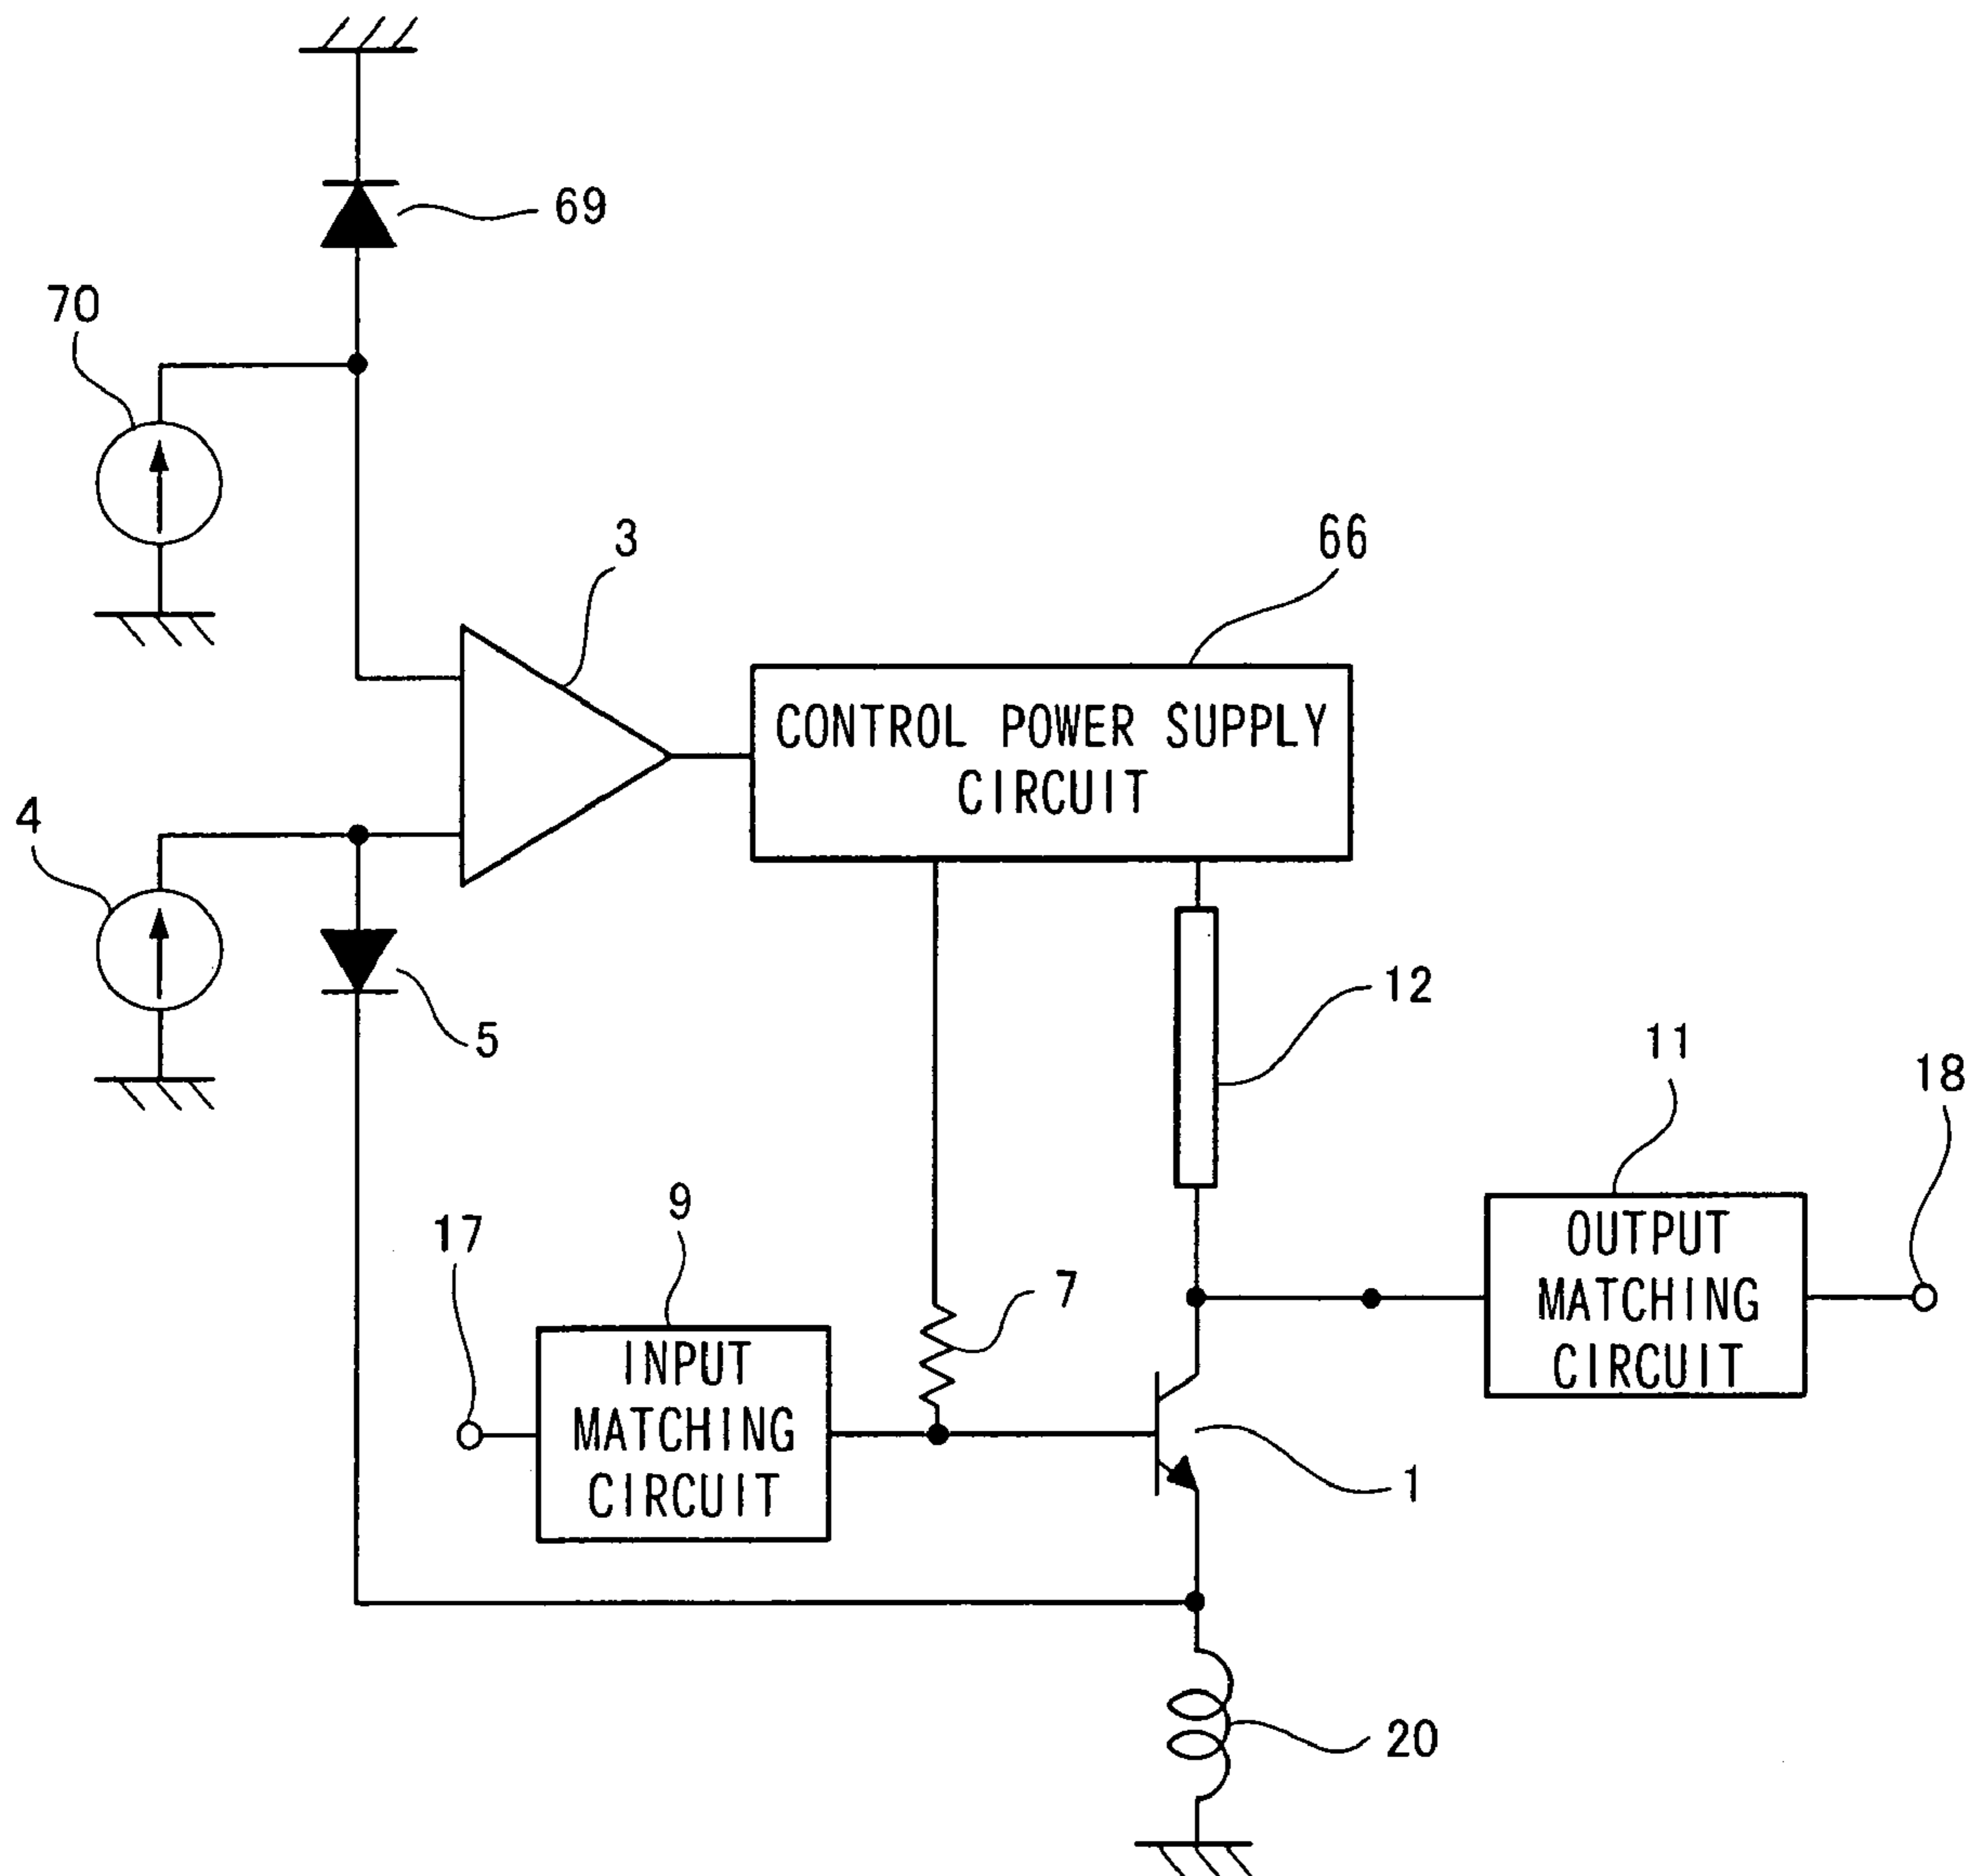 69
70
3
66
CONTROL POWER SUPPLY
CIRCUIT
4
5
12
11
18
OUTPUT
MATCHING
CIRCUIT
9
17
7
INPUT
MATCHING
CIRCUIT
1
20